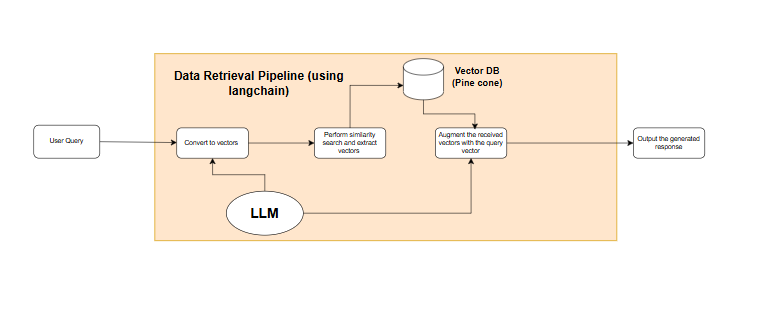 Data Retrieval Pipeline (using
langchain)
Vector DB
(Pine cone)
User Query
Convert to vectors
Perform similarity
search and extract
vectors
Augment the received
vectors with the query
vector
Output the generated
response
LLM